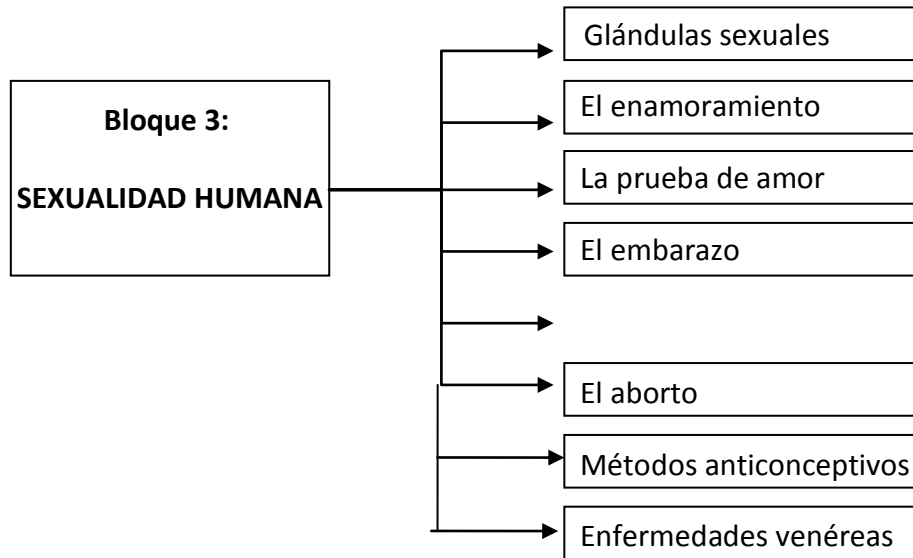 Bloque 3:
SEXUALIDAD HUMANA
Glándulas sexuales
El enamoramiento
La prueba de amor
El embarazo
El aborto
Métodos anticonceptivos
Enfermedades venéreas